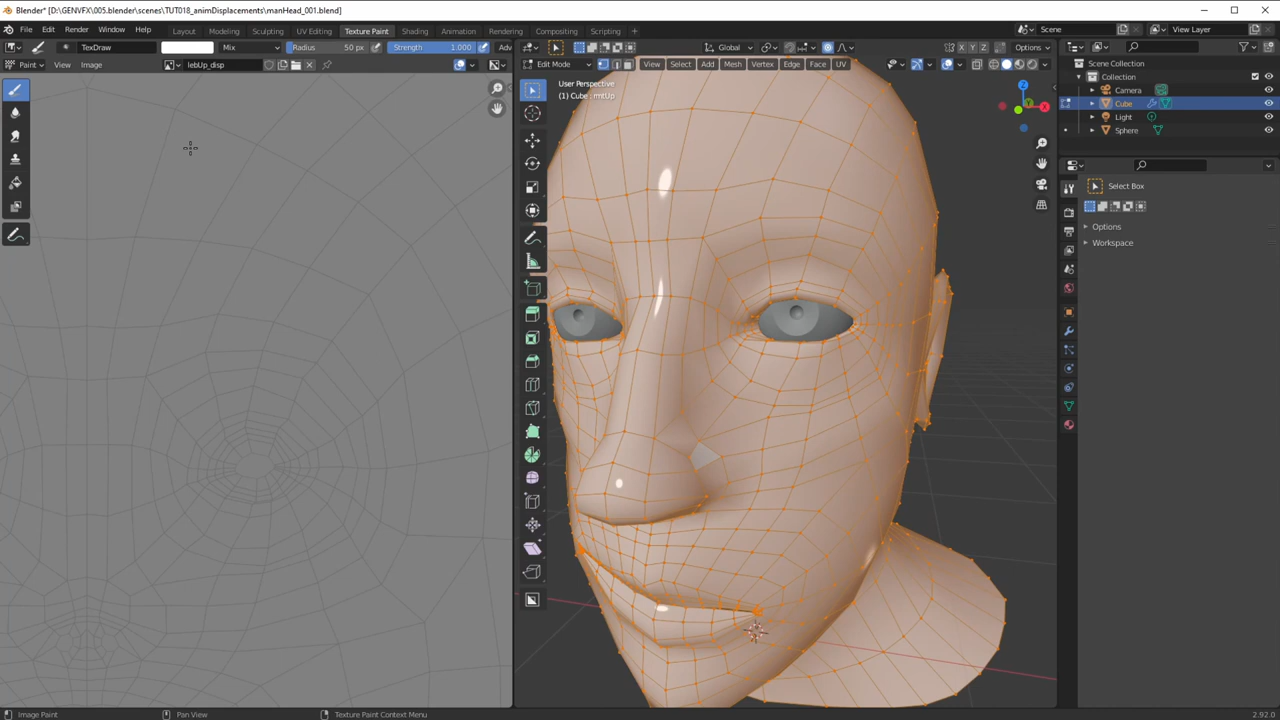 Blender* [D:\GENVFX\005.blender\scenes\TUT018_animDisplacements\manHead_001.blend]
File Edit Render Window Help Layout Modeling Sculpting UV Editing Texture Paint Shading Animation Rendering Compositing Scripting Scene View Layer
TexDraw Mix Radius 50 px Strength 1.000 Adv Global X Y Z Options
Paint View Image lebUp_disp Edit Mode View Select Add Mesh Vertex Edge Face UV
Scene Collection
Collection
Camera
Cube
Light
Sphere
User Perspective
(1) Cube : rmtUp
Select Box
Options
Workspace
Image Paint Pan View Texture Paint Context Menu 2.92.0